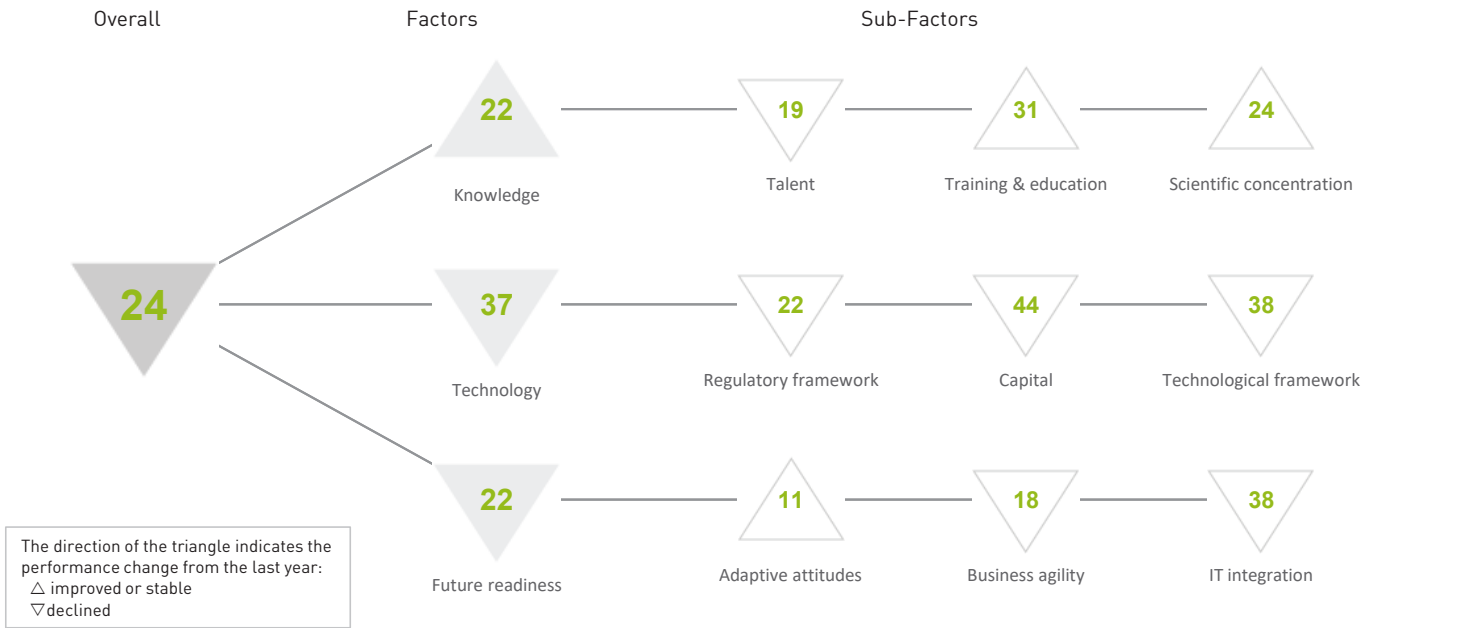 Overall
Factors
Sub-Factors
22
19
31
24
Knowledge
Talent
Training & education
Scientific concentration
24
37
22
44
38
Technology
Regulatory framework
Capital
Technological framework
22
11
18
38
Future readiness
Adaptive attitudes
Business agility
IT integration
The direction of the triangle indicates the
performance change from the last year:
△ improved or stable
▽ declined